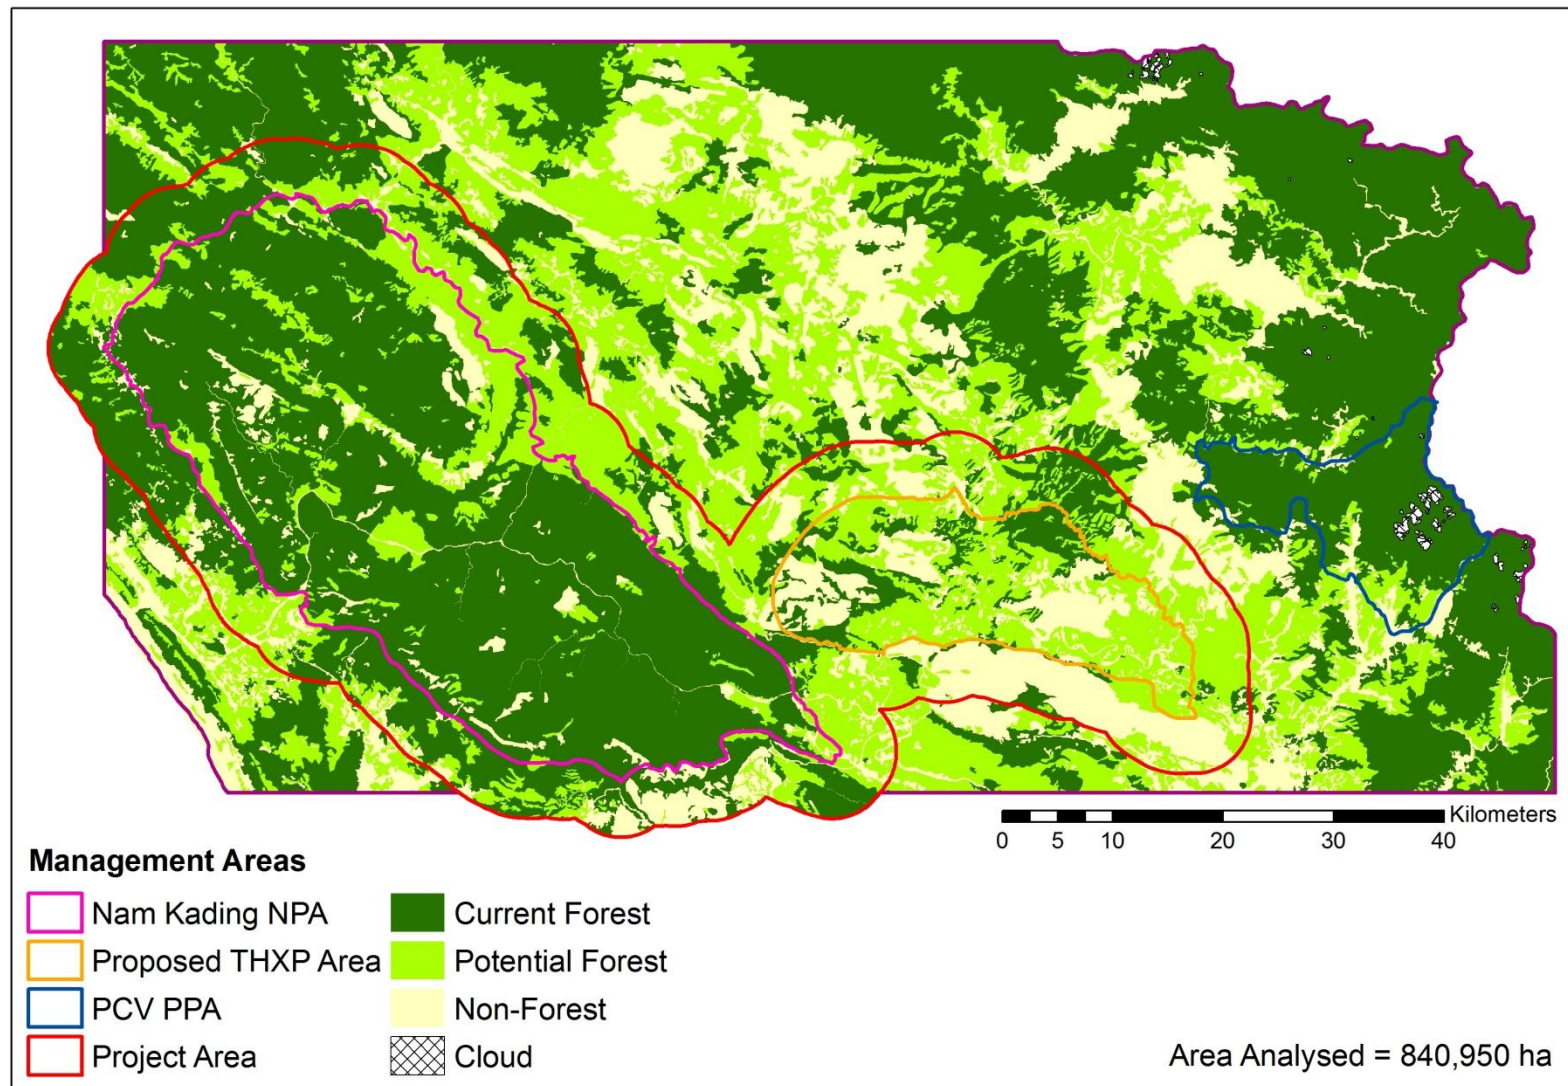 Kilometers
0 5 10 20 30 40
Management Areas
Nam Kading NPA
Current Forest
Proposed THXP Area
Potential Forest
PCV PPA
Non-Forest
Project Area
Cloud
Area Analysed = 840,950 ha